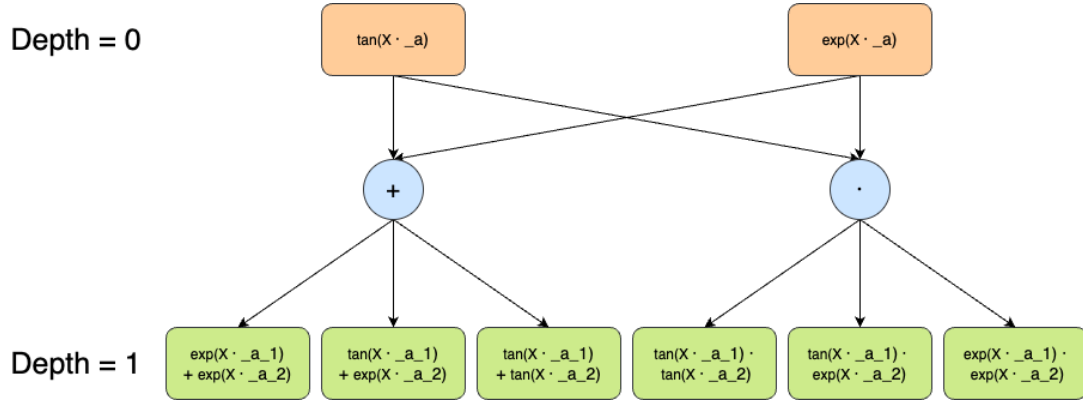 Depth = 0
tan(X · _a)
exp(X · _a)
+
·
Depth = 1
exp(X · _a_1)
+ exp(X · _a_2)
tan(X · _a_1)
+ exp(X · _a_2)
tan(X · _a_1)
+ tan(X · _a_2)
tan(X · _a_1) ·
tan(X · _a_2)
tan(X · _a_1) ·
exp(X · _a_2)
exp(X · _a_1) ·
exp(X · _a_2)